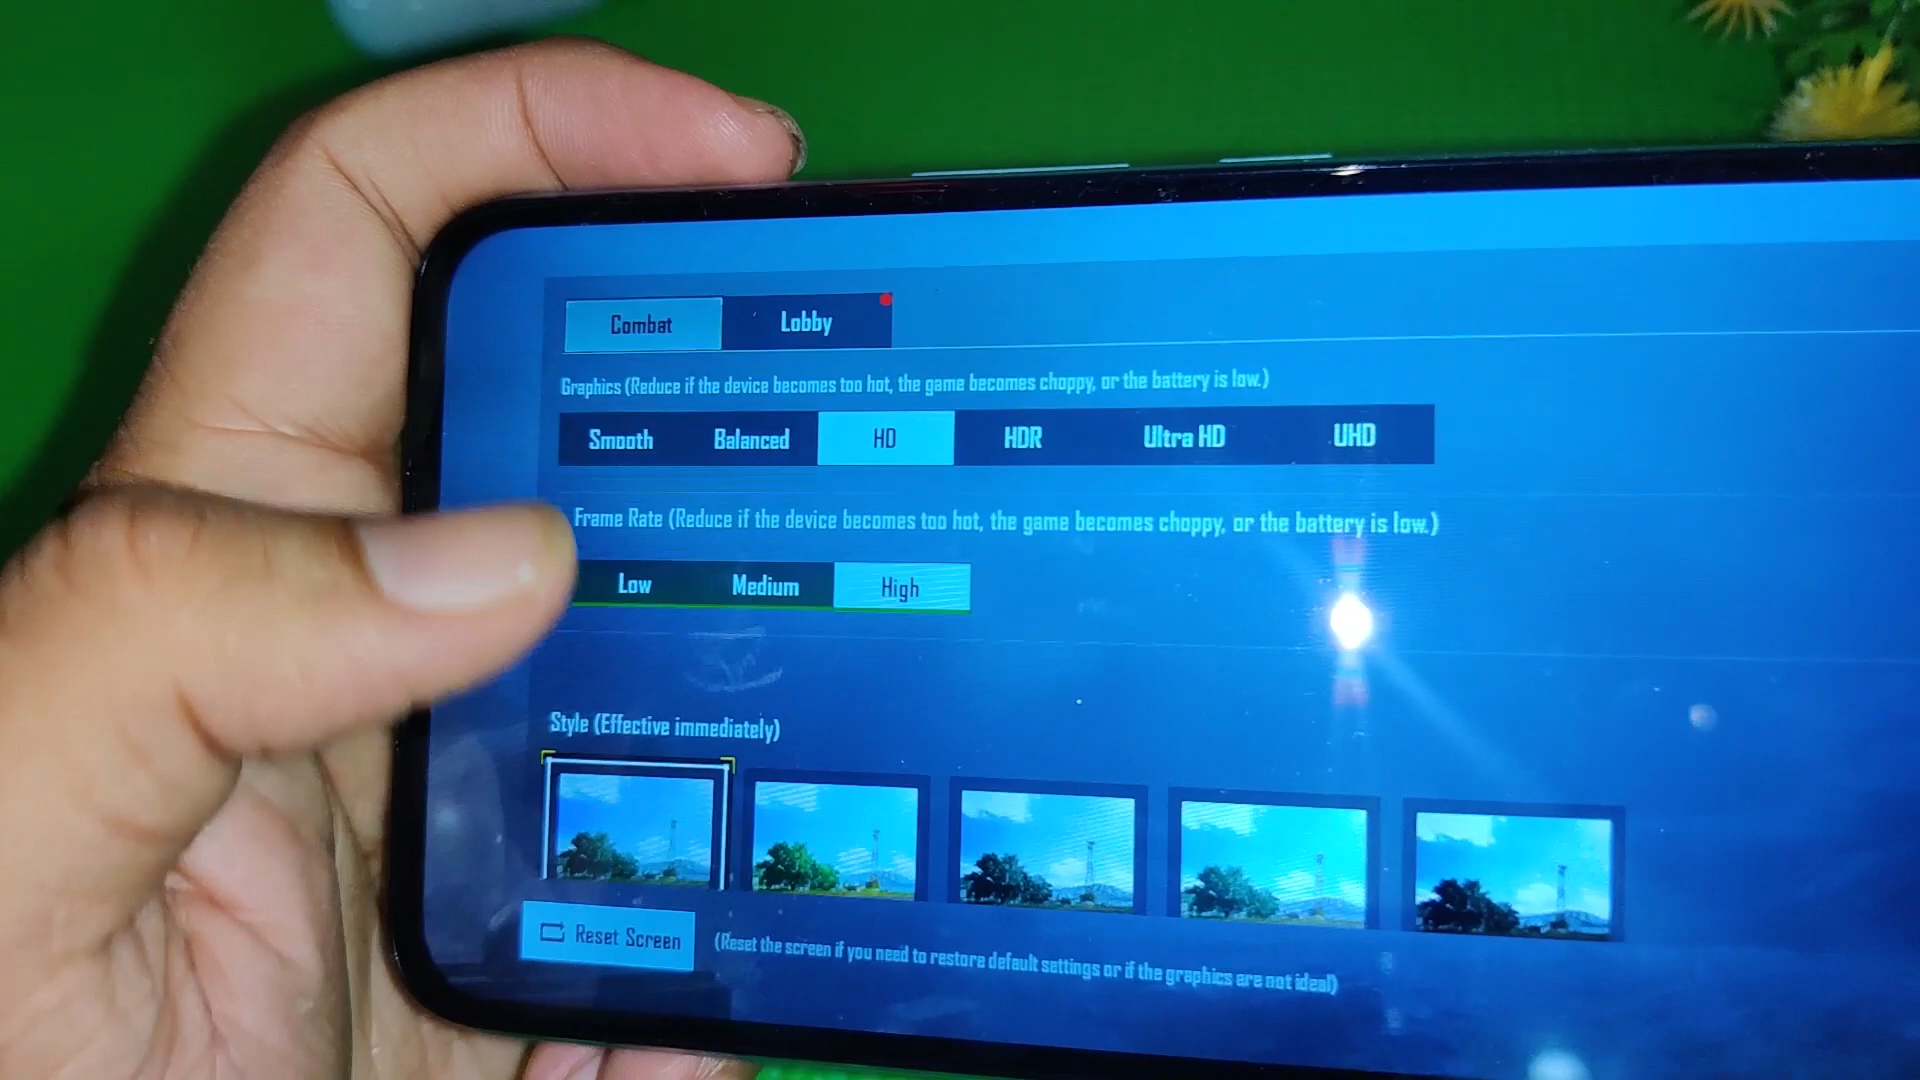 Combat Lobby
Graphics (Reduce if the device becomes too hot, the game becomes choppy, or the battery is low.)
Smooth Balanced HD HDR Ultra HD UHD
Frame Rate (Reduce if the device becomes too hot, the game becomes choppy, or the battery is low.)
Low Medium High
Style (Effective immediately)
Reset Screen (Reset the screen if you need to restore default settings or if the graphics are not ideal)